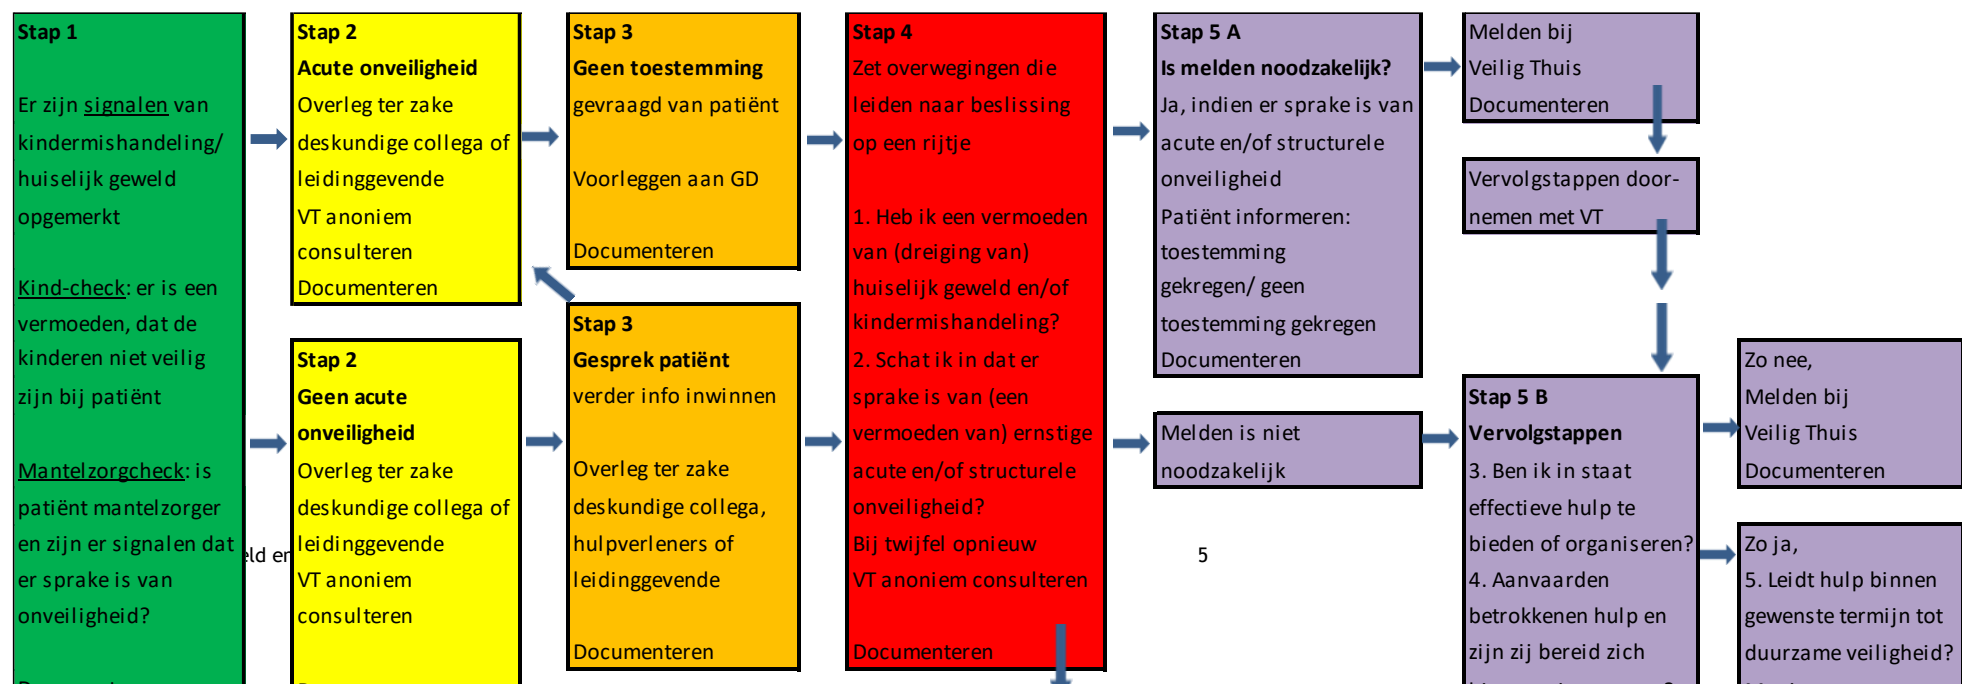 Stap 1
Er zijn signalen van
kindermishandeling/
huiselijk geweld
opgemerkt
Kind-check: er is een
vermoeden, dat de
kinderen niet veilig
zijn bij patiënt
Mantelzorgcheck: is
patiënt mantelzorger
en zijn er signalen dat
er sprake is van
onveiligheid?
Stap 2
Acute onveiligheid
Overleg ter zake
deskundige collega of
leidinggevende
VT anoniem
consulteren
Documenteren
Stap 2
Geen acute
onveiligheid
Overleg ter zake
deskundige collega of
leidinggevende
VT anoniem
consulteren
Stap 3
Geen toestemming
gevraagd van patiënt
Voorleggen aan GD
Documenteren
Stap 3
Gesprek patiënt
verder info inwinnen
Overleg ter zake
deskundige collega,
hulpverleners of
leidinggevende
Documenteren
Stap 4
Zet overwegingen die
leiden naar beslissing
op een rijtje
1. Heb ik een vermoeden
van (dreiging van)
huiselijk geweld en/of
kindermishandeling?
2. Schat ik in dat er
sprake is van (een
vermoeden van) ernstige
acute en/of structurele
onveiligheid?
Bij twijfel opnieuw
VT anoniem consulteren
Documenteren
Stap 5 A
Is melden noodzakelijk?
Ja, indien er sprake is van
acute en/of structurele
onveiligheid
Patiënt informeren:
toestemming
gekregen/ geen
toestemming gekregen
Documenteren
Melden is niet
noodzakelijk
5
Melden bij
Veilig Thuis
Documenteren
Vervolgstappen door-
nemen met VT
Stap 5 B
Vervolgstappen
3. Ben ik in staat
effectieve hulp te
bieden of organiseren?
4. Aanvaarden
betrokkenen hulp en
zijn zij bereid zich
Zo nee,
Melden bij
Veilig Thuis
Documenteren
Zo ja,
5. Leidt hulp binnen
gewenste termijn tot
duurzame veiligheid?